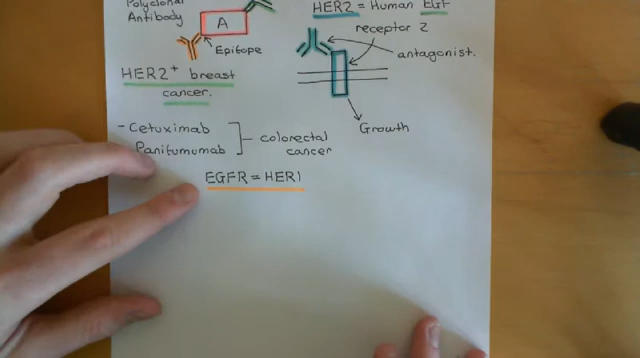 Polyclonal
Antibody
A
Epitope
HER2+ breast
cancer.
HER2 = Human EGF
receptor 2
antagonist.
Growth
- Cetuximab
Panitumumab
colorectal
cancer
EGFR = HER1